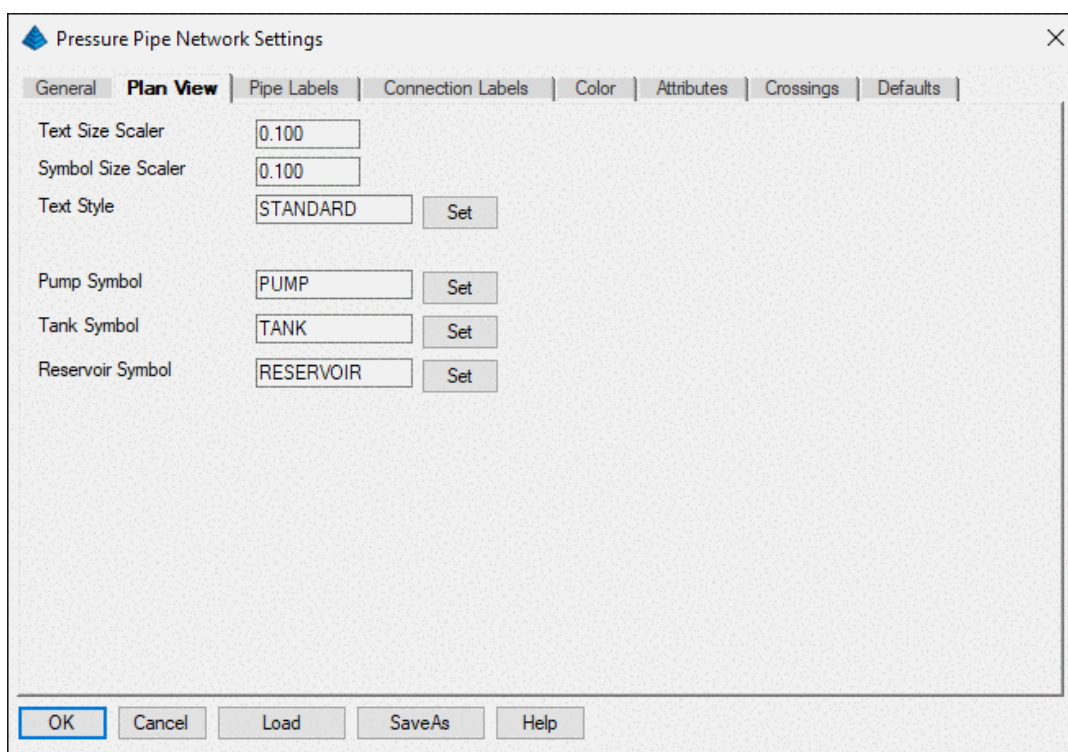 Pressure Pipe Network Settings
General Plan View Pipe Labels Connection Labels Color Attributes Crossings Defaults
Text Size Scaler 0.100
Symbol Size Scaler 0.100
Text Style STANDARD Set
Pump Symbol PUMP Set
Tank Symbol TANK Set
Reservoir Symbol RESERVOIR Set
OK Cancel Load SaveAs Help